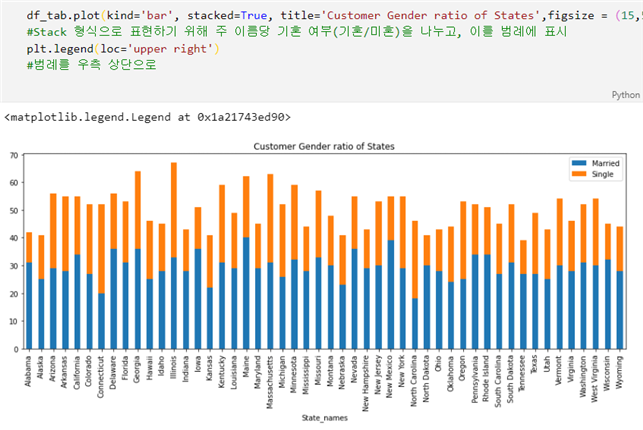 df_tab.plot(kind='bar', stacked=True, title='Customer Gender ratio of States',figsize = (15,
#Stack 형식으로 표현하기 위해 주 이름당 기혼 여부(기혼/미혼)을 나누고, 이를 범례에 표시
plt.legend(loc='upper right')
#범례를 우측 상단으로
Python
<matplotlib.legend.Legend at 0x1a21743ed90>
Customer Gender ratio of States
Married
Single
70
60
50
40
30
20
10
0
Alabama
Alaska
Arizona
Arkansas
California
Colorado
Connecticut
Delaware
Florida
Georgia
Hawaii
Idaho
Illinois
Indiana
Iowa
Kansas
Kentucky
Louisiana
Maine
Maryland
Massachusetts
Michigan
Minnesota
Mississippi
Missouri
Montana
Nebraska
Nevada
New Hampshire
New Jersey
New Mexico
New York
North Carolina
North Dakota
Ohio
Oklahoma
Oregon
Pennsylvania
Rhode Island
South Carolina
South Dakota
Tennessee
Texas
Utah
Vermont
Virginia
Washington
West Virginia
Wisconsin
Wyoming
State_names